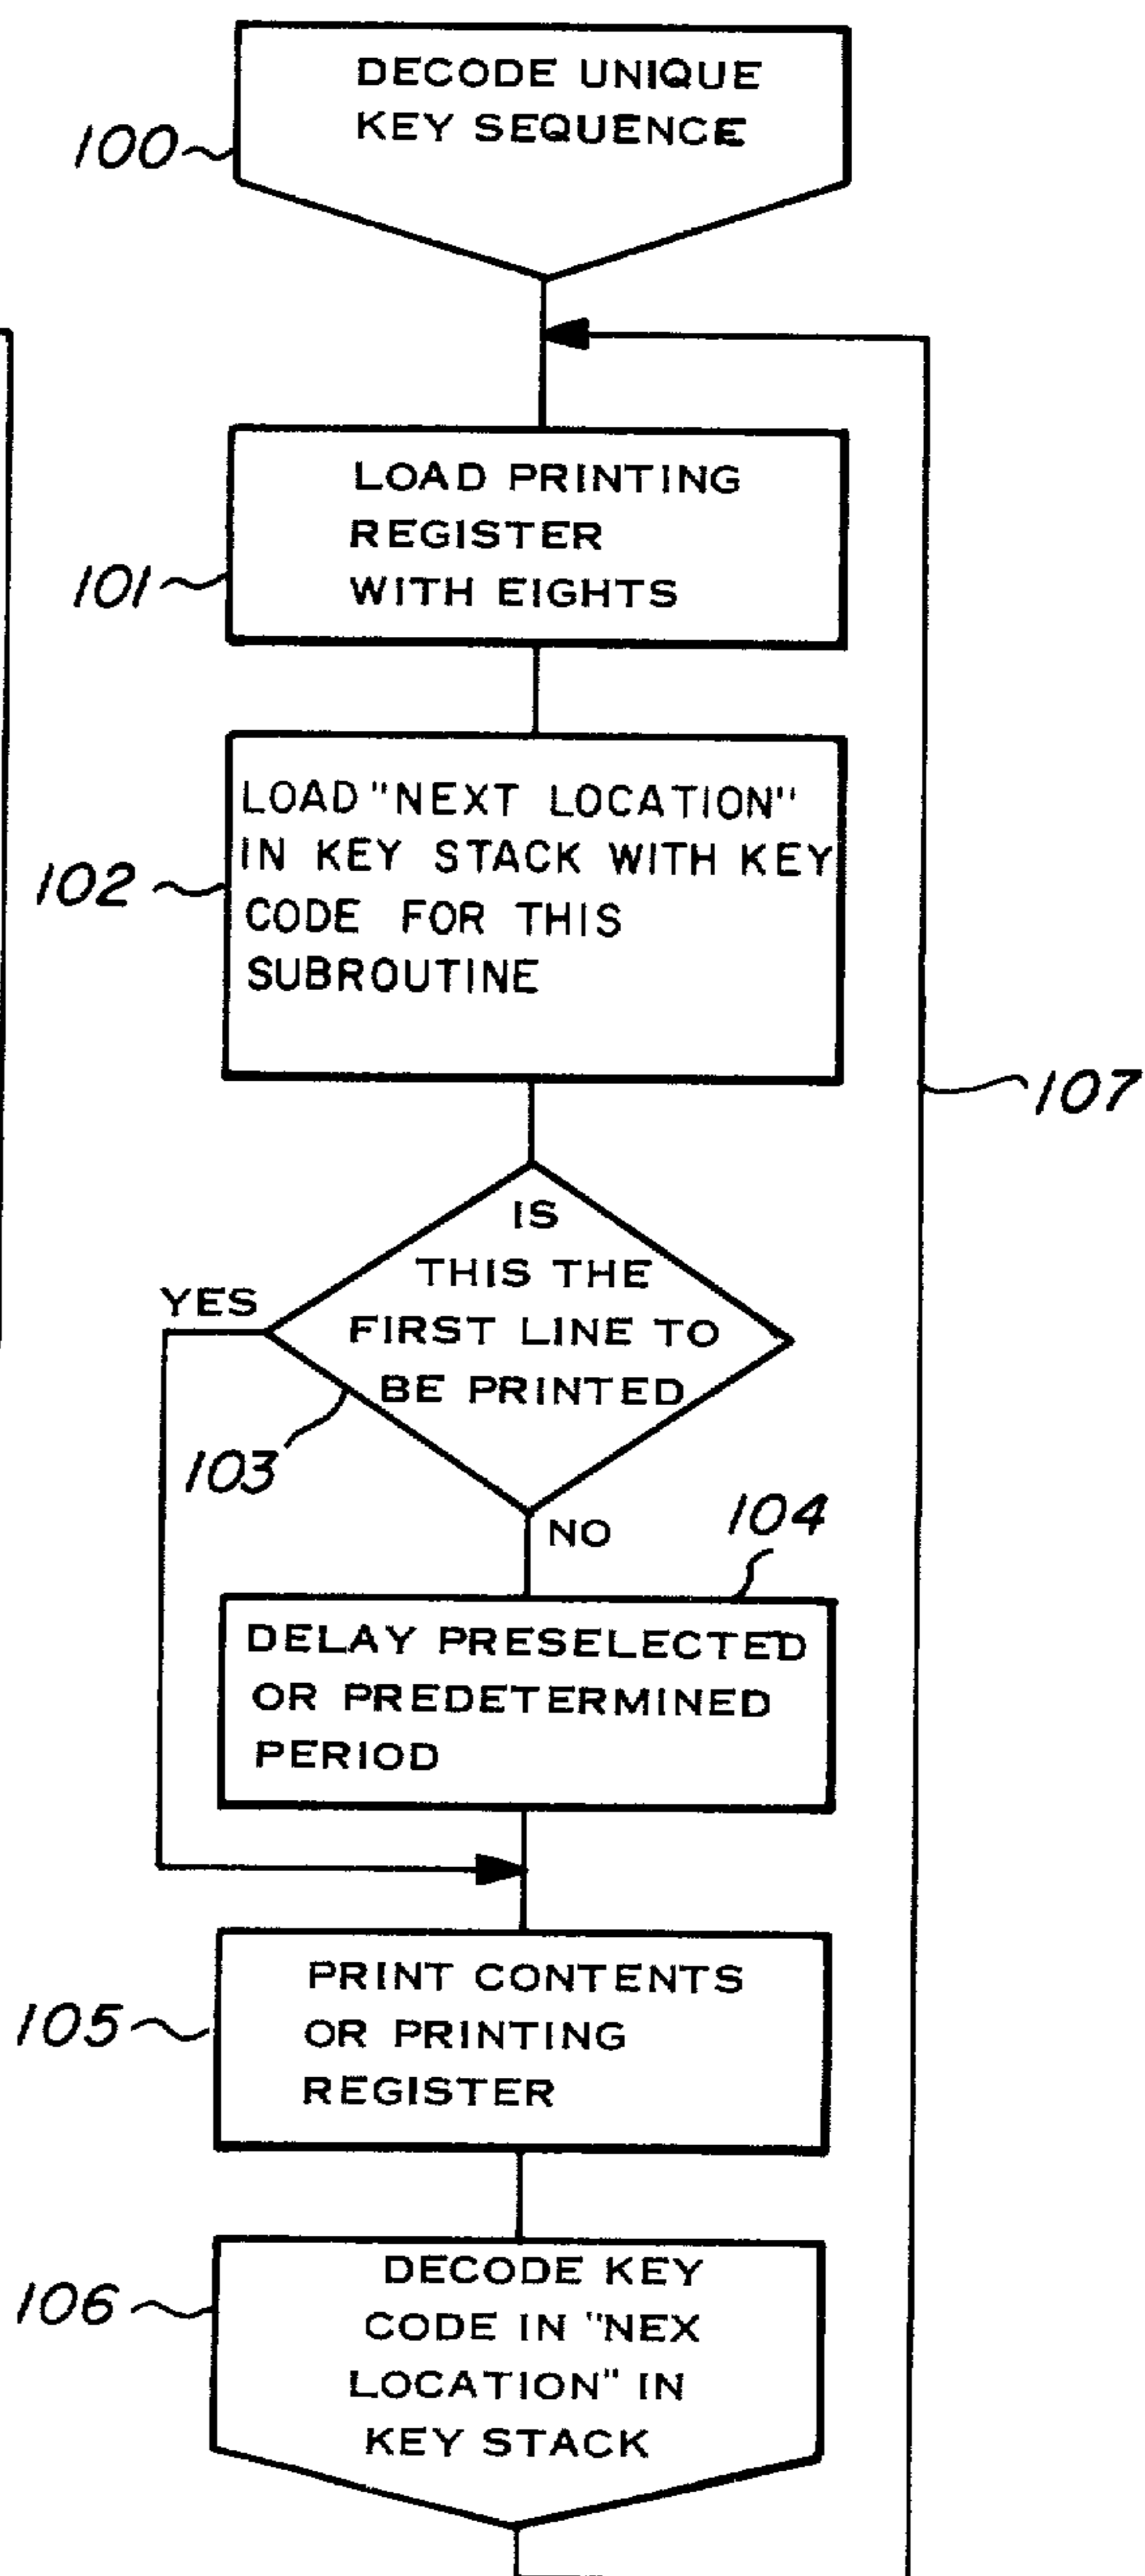 DECODE UNIQUE
KEY SEQUENCE
100
LOAD PRINTING
REGISTER
WITH EIGHTS
101
LOAD "NEXT LOCATION"
IN KEY STACK WITH KEY
CODE FOR THIS
SUBROUTINE
102
107
IS
THIS THE
FIRST LINE TO
BE PRINTED
YES
103
NO
104
DELAY PRESELECTED
OR PREDETERMINED
PERIOD
PRINT CONTENTS
OR PRINTING
REGISTER
105
DECODE KEY
CODE IN "NEX
LOCATION" IN
KEY STACK
106